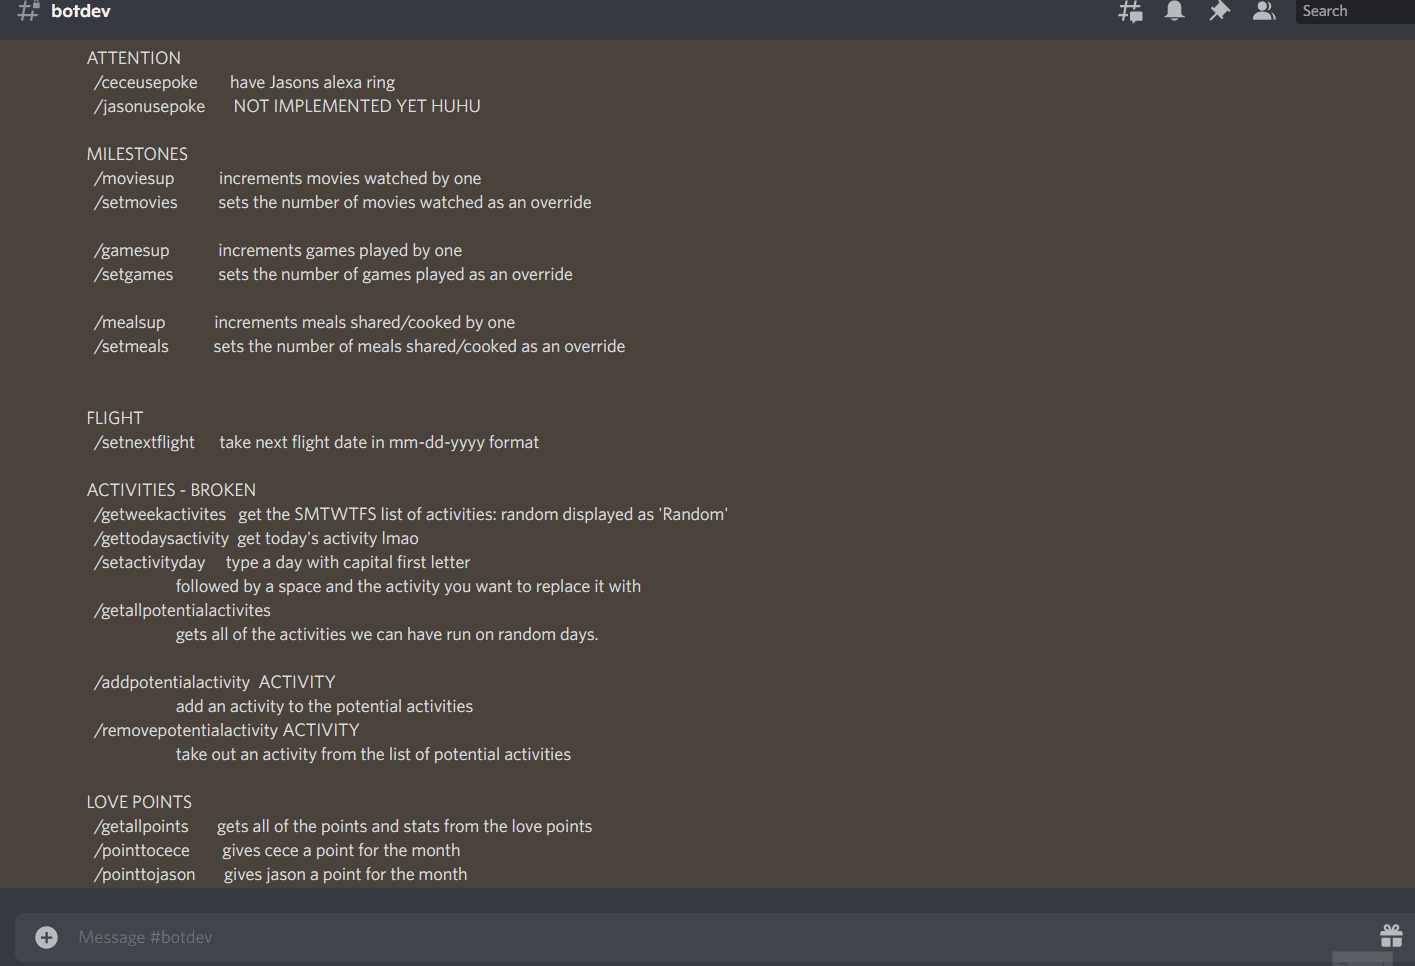 botdev
Search
ATTENTION
/ceceusepoke have Jasons alexa ring
/jasonusepoke NOT IMPLEMENTED YET HUHU
MILESTONES
/moviesup increments movies watched by one
/setmovies sets the number of movies watched as an override
/gamesup increments games played by one
/setgames sets the number of games played as an override
/mealsup increments meals shared/cooked by one
/setmeals sets the number of meals shared/cooked as an override
FLIGHT
/setnextflight take next flight date in mm-dd-yyyy format
ACTIVITIES - BROKEN
/getweekactivites get the SMTWTFS list of activities: random displayed as 'Random'
/gettodaysactivity get today's activity lmao
/setactivityday type a day with capital first letter
followed by a space and the activity you want to replace it with
/getallpotentialactivites
gets all of the activities we can have run on random days.
/addpotentialactivity ACTIVITY
add an activity to the potential activities
/removepotentialactivity ACTIVITY
take out an activity from the list of potential activities
LOVE POINTS
/getallpoints gets all of the points and stats from the love points
/pointtocece gives cece a point for the month
/pointtojason gives jason a point for the month
Message #botdev